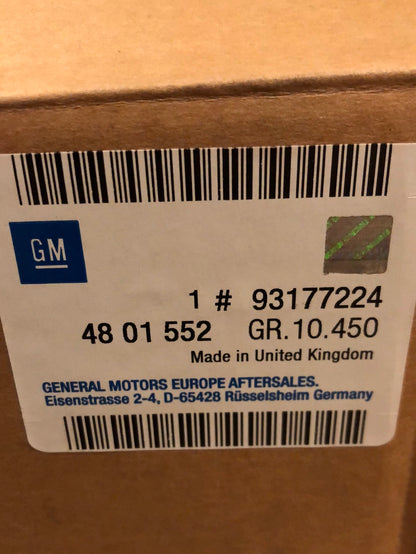 GM
1 # 93177224
48 01 552 GR.10.450
Made in United Kingdom
GENERAL MOTORS EUROPE AFTERSALES.
Eisenstrasse 2-4, D-65428 Rüsselsheim Germany